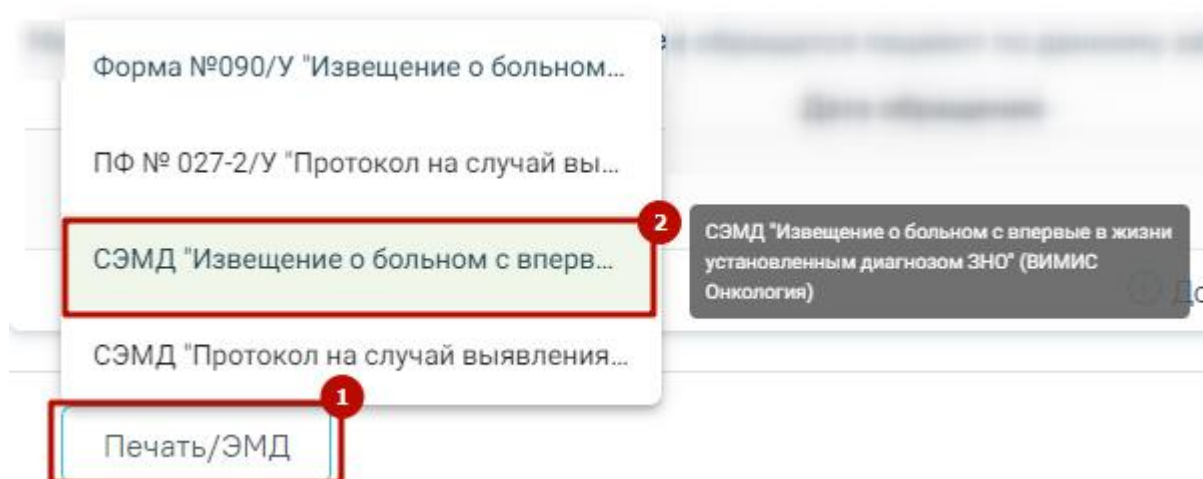 Форма №090/У "Извещение о больном...
ПФ № 027-2/У "Протокол на случай вы...
2
СЭМД "Извещение о больном с вперв...
СЭМД "Извещение о больном с впервые в жизни
установленным диагнозом ЗНО" (ВИМИС
Онкология)
СЭМД "Протокол на случай выявления...
1
Печать/ЭМД